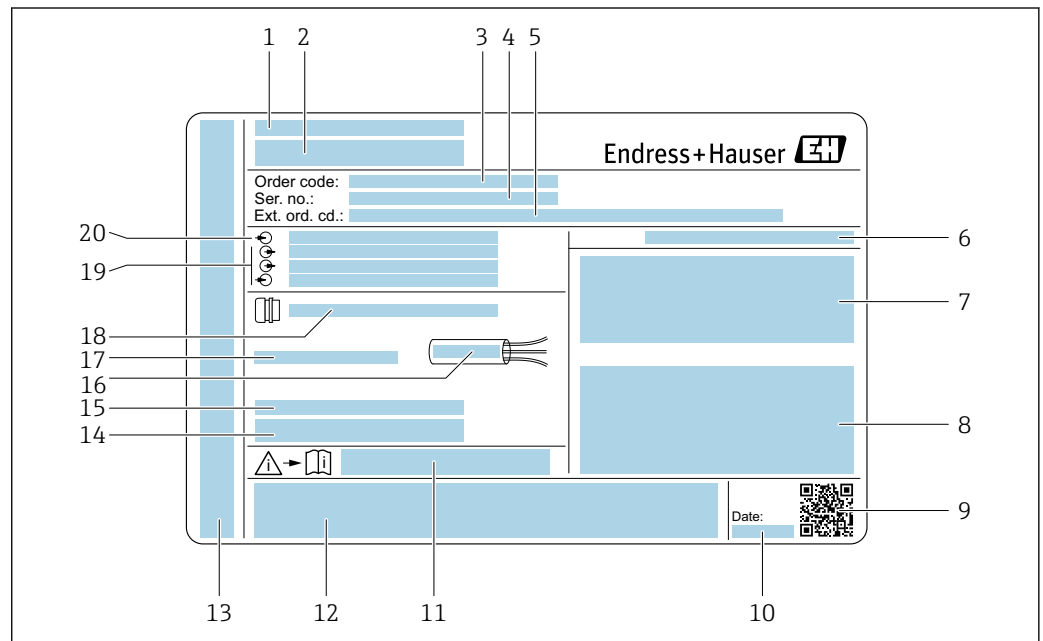 1 2 3 4 5
Endress+Hauser EH
Order code:
Ser. no.:
Ext. ord. cd.:
20
6
19
7
18
17
16
15
8
14
i i
Date:
9
13 12 11 10